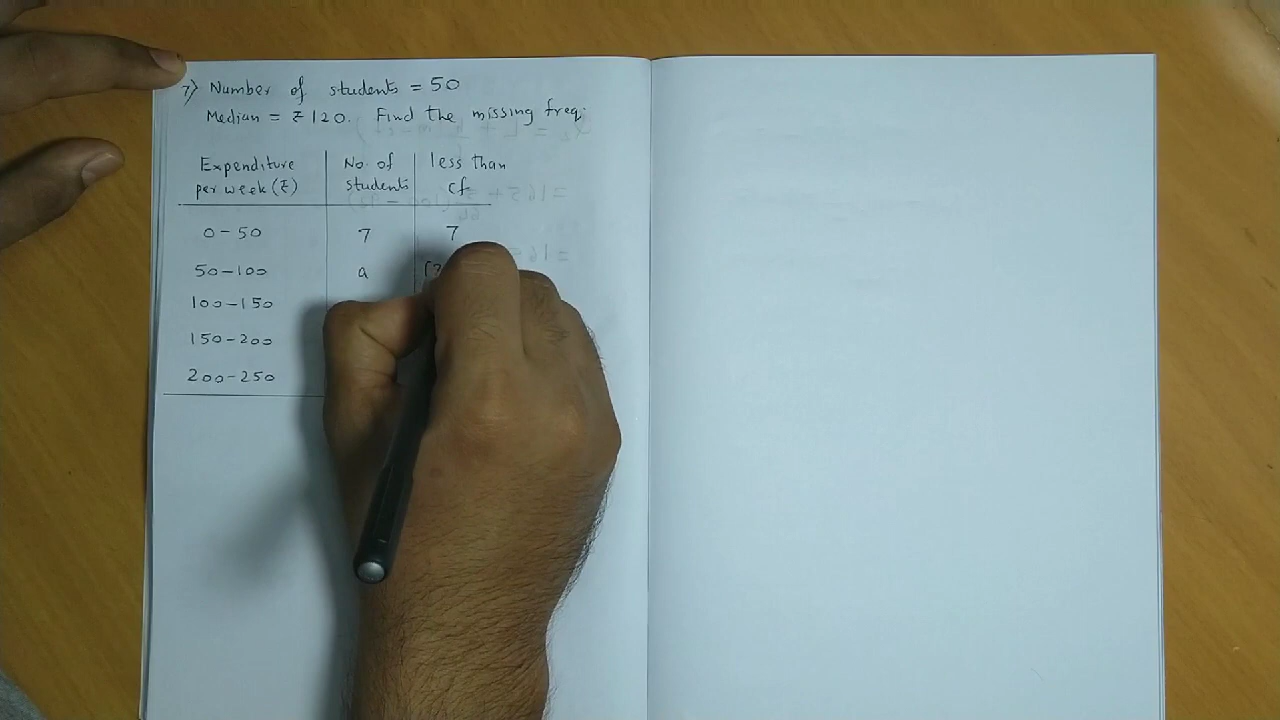 7) Number of students = 50
Median = ₹ 120. Find the missing freq:
Expenditure per week (₹) No. of students less than cf
0-50 7 7
50-100 a
100-150
150-200
200-250